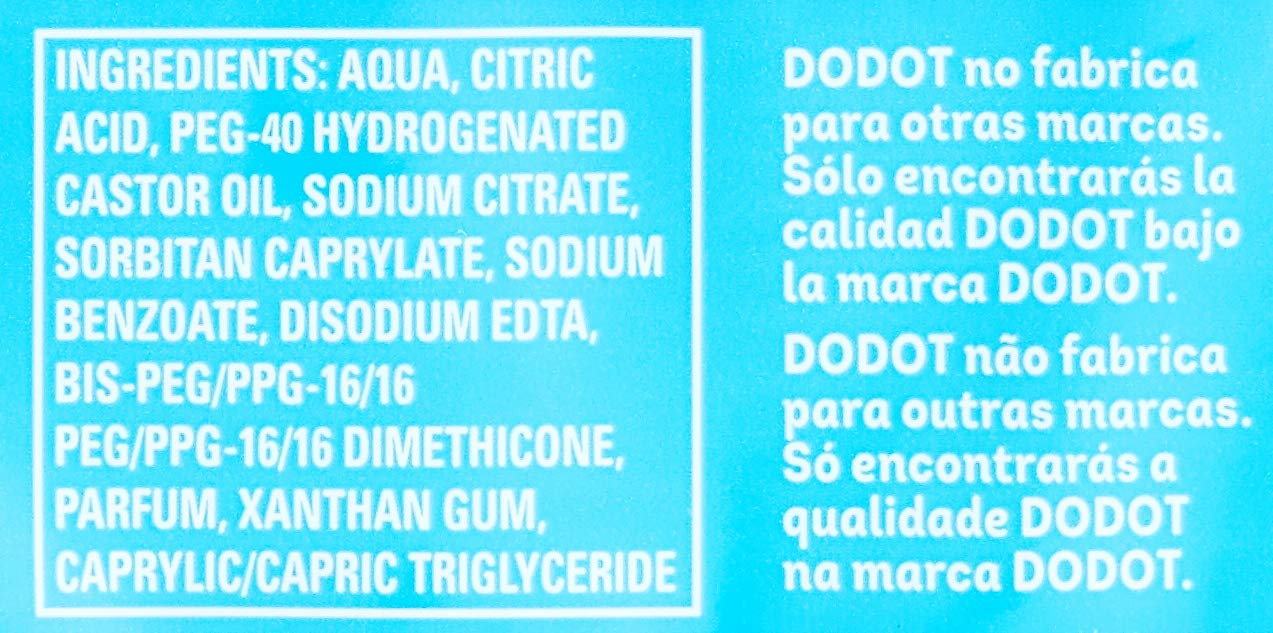 INGREDIENTS: AQUA, CITRIC
ACID, PEG-40 HYDROGENATED
CASTOR OIL, SODIUM CITRATE,
SORBITAN CAPRYLATE, SODIUM
BENZOATE, DISODIUM EDTA,
BIS-PEG/PPG-16/16
PEG/PPG-16/16 DIMETHICONE,
PARFUM, XANTHAN GUM,
CAPRYLIC/CAPRIC TRIGLYCERIDE
DODOT no fabrica
para otras marcas.
Sólo encontrarás la
calidad DODOT bajo
la marca DODOT.
DODOT não fabrica
para outras marcas.
Só encontrarás a
qualidade DODOT
na marca DODOT.